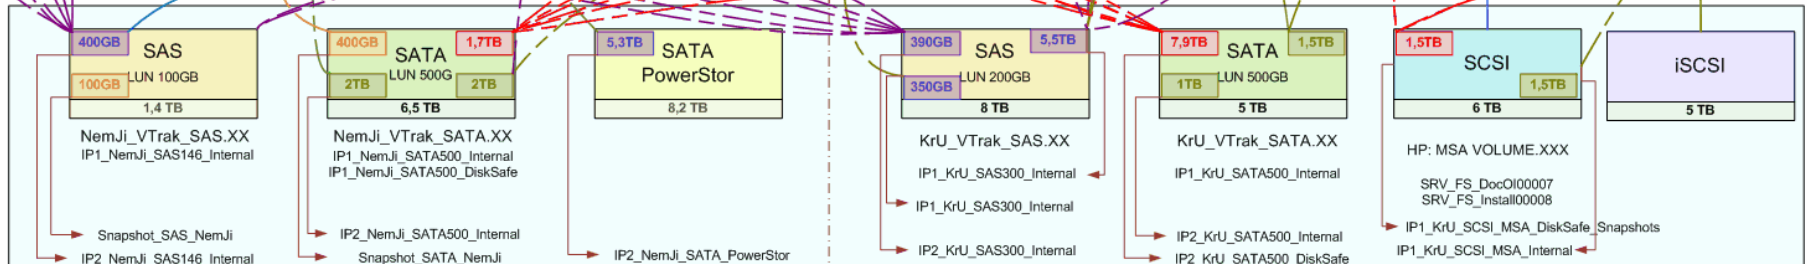 400GB
SAS
LUN 100GB
100GB
1,4 TB
NemJi_VTrak_SAS.XX
IP1_NemJi_SAS146_Internal
Snapshot_SAS_NemJi
IP2_NemJi_SAS146_Internal
400GB
1,7TB
SATA
LUN 500G
2TB
2TB
6,5 TB
NemJi_VTrak_SATA.XX
IP1_NemJi_SATA500_Internal
IP1_NemJi_SATA500_DiskSafe
IP2_NemJi_SATA500_Internal
Snapshot_SATA_NemJi
5,3TB
SATA
PowerStor
8,2 TB
IP2_NemJi_SATA_PowerStor
390GB
5,5TB
SAS
LUN 200GB
350GB
8 TB
KrU_VTrak_SAS.XX
IP1_KrU_SAS300_Internal
IP1_KrU_SAS300_Internal
IP2_KrU_SAS300_Internal
7,9TB
1,5TB
SATA
LUN 500GB
1TB
5 TB
KrU_VTrak_SATA.XX
IP1_KrU_SATA500_Internal
IP2_KrU_SATA500_Internal
IP2_KrU_SATA500_DiskSafe
1,5TB
SCSI
1,5TB
6 TB
HP: MSA VOLUME.XXX
SRV_FS_DocOI00007
SRV_FS_Install00008
IP1_KrU_SCSI_MSA_DiskSafe_Snapshots
IP1_KrU_SCSI_MSA_Internal
iSCSI
5 TB